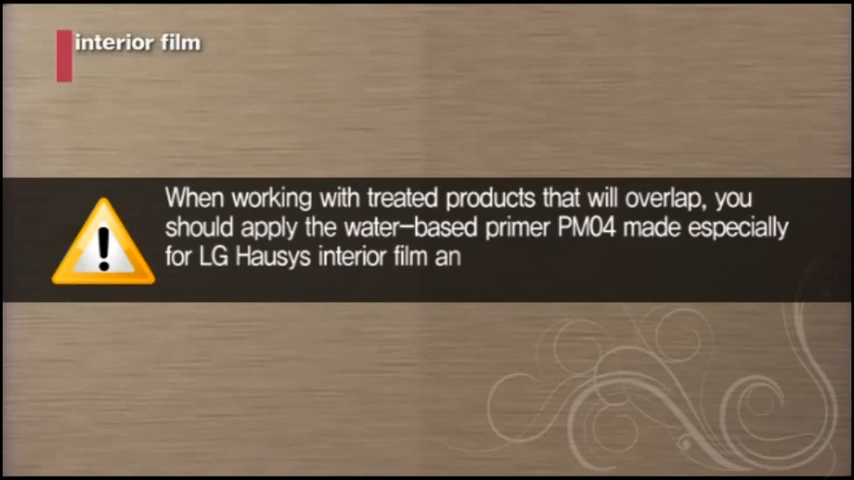 interior film
When working with treated products that will overlap, you
should apply the water-based primer PM04 made especially
for LG Hausys interior film an